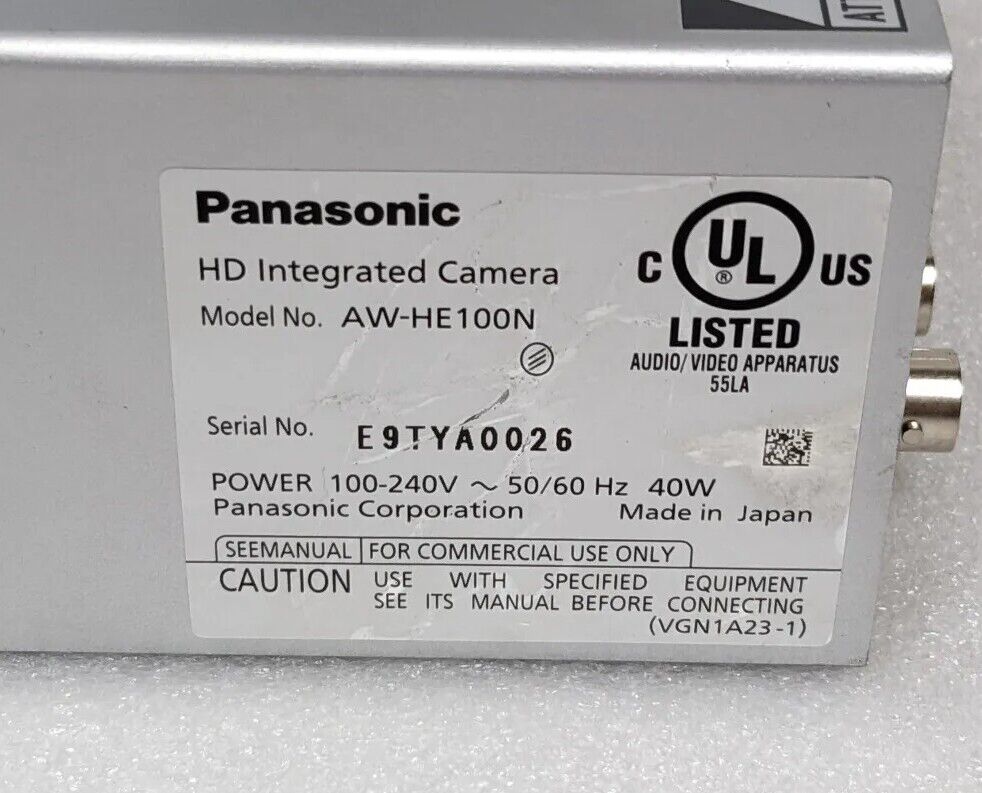 ATT
Panasonic
HD Integrated Camera
Model No. AW-HE100N
C UL® US
LISTED
AUDIO/VIDEO APPARATUS
55LA
Serial No. E9TYA0026
POWER 100-240V ~ 50/60 Hz 40W
Panasonic Corporation Made in Japan
SEEMANUAL FOR COMMERCIAL USE ONLY
CAUTION USE WITH SPECIFIED EQUIPMENT
SEE ITS MANUAL BEFORE CONNECTING
(VGN1A23-1)